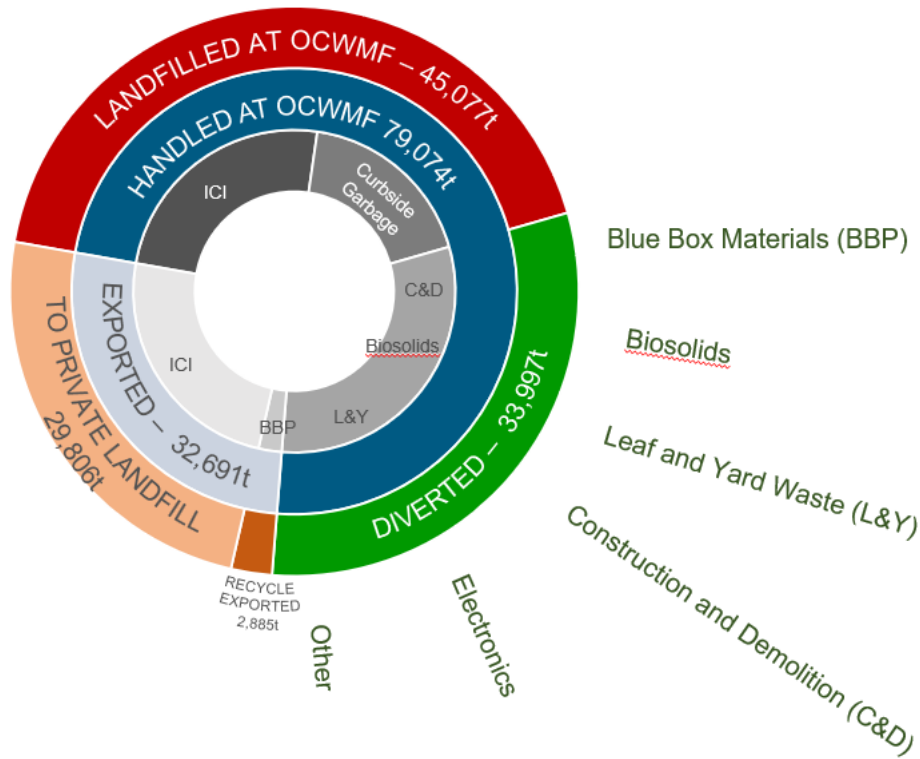 LANDFILLED AT OCWMF – 45,077t
HANDLED AT OCWMF 79,074t
ICI
Curbside
Garbage
C&D
Biosolids
L&Y
BBP
ICI
EXPORTED – 32,691t
TO PRIVATE LANDFILL
29,806t
DIVERTED – 33,997t
RECYCLE
EXPORTED
2,885t
Blue Box Materials (BBP)
Biosolids
Leaf and Yard Waste (L&Y)
Construction and Demolition (C&D)
Electronics
Other